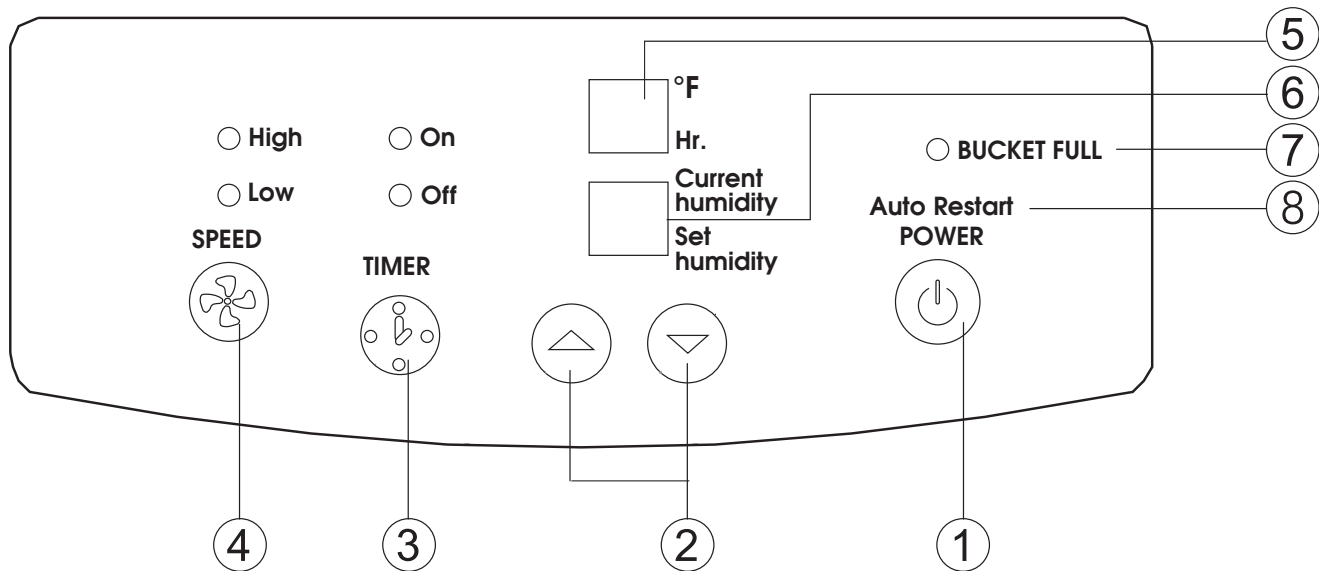 5
°F
6
High
On
Hr.
BUCKET FULL
7
Low
Off
Current
humidity
Auto Restart
8
SPEED
Set
humidity
POWER
TIMER
4
3
2
1